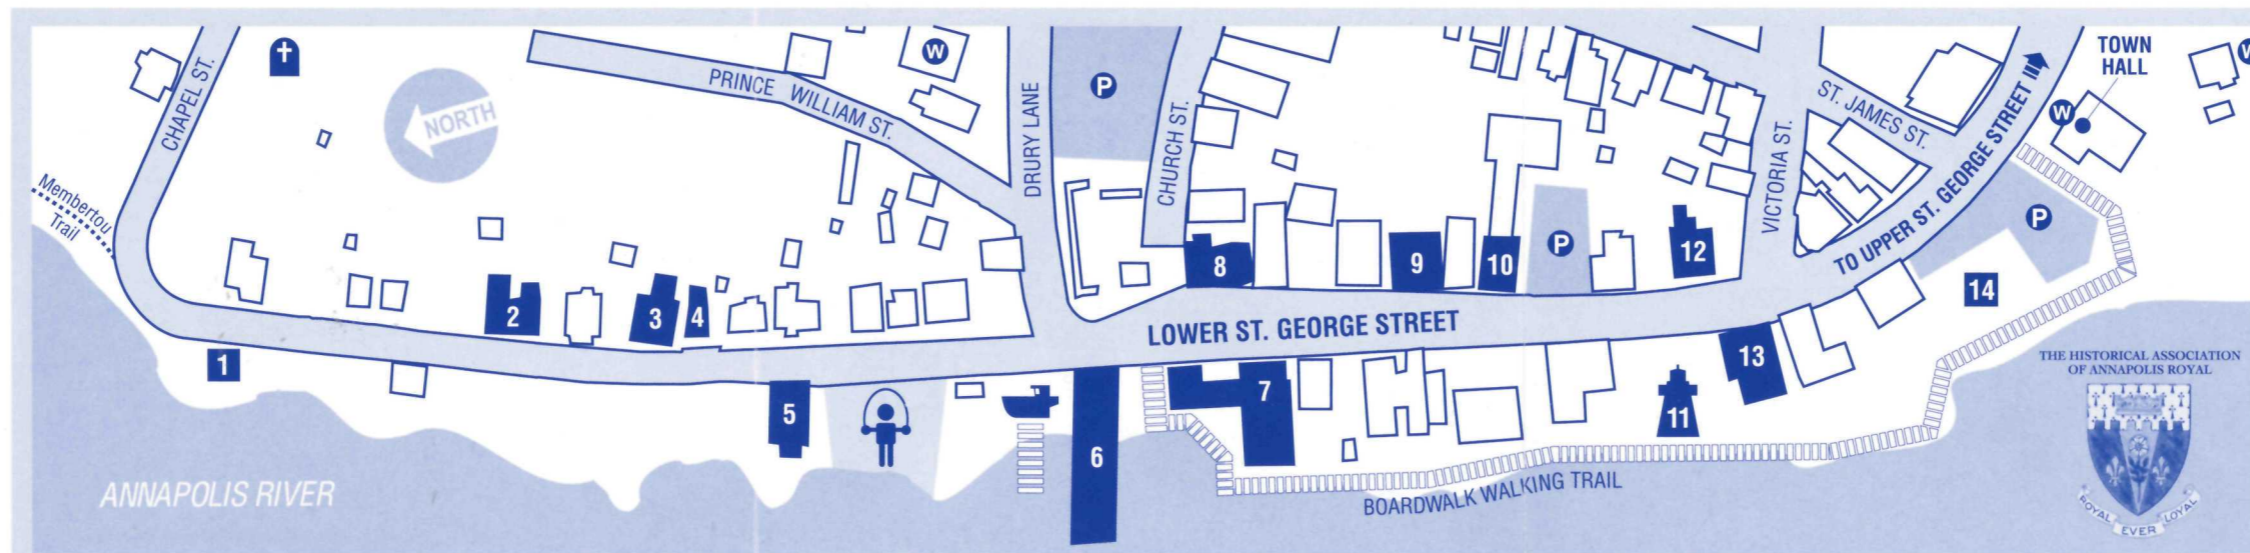 CHAPEL ST.
NORTH
PRINCE WILLIAM ST.
W
DRURY LANE
P
CHURCH ST.
VICTORIA ST.
ST. JAMES ST.
TO UPPER ST. GEORGE STREET
TOWN
HALL
W
W
P
P
Membertou
Trail
1
2
3
4
5
6
7
8
9
10
11
12
13
14
LOWER ST. GEORGE STREET
ANNAPOLIS RIVER
BOARDWALK WALKING TRAIL
THE HISTORICAL ASSOCIATION
OF ANNAPOLIS ROYAL
ROYAL EVER LOYAL